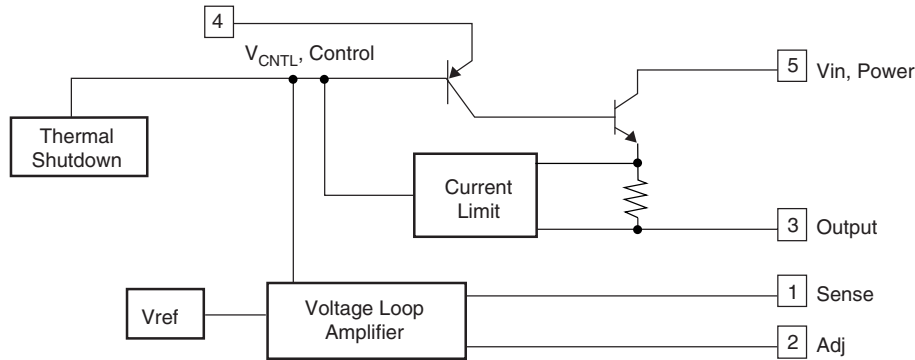 4
V_CNTL, Control
5 Vin, Power
Thermal
Shutdown
Current
Limit
3 Output
1 Sense
Vref
Voltage Loop
Amplifier
2 Adj